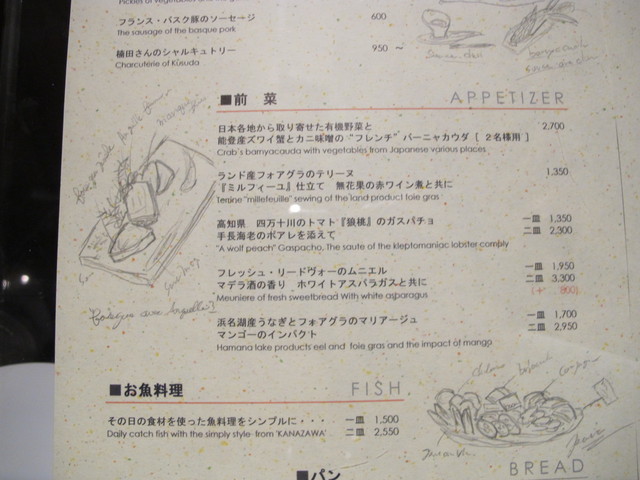 Pickles of vegetables and
フランス・バスク豚のソーセージ 600
the sausage of the basque pork
楠田さんのシャルキュトリー 950 ～
Charcuterie of Kusuda
■前　菜 APPETIZER
日本各地から取り寄せた有機野菜と 2,700
能登産ズワイ蟹とカニ味噌の “フレンチ” バーニャカウダ [ 2名様用 ]
Crab's barnyacauda with vegetables from Japanese various places
ランド産フォアグラのテリーヌ 1,350
『ミルフィーユ』仕立て　無花果の赤ワイン煮と共に
Terrine "millefeuille" sewing of the land product foie gras
高知県　四万十川のトマト『狼桃』のガスパチョ 一皿 1,350
手長海老のポアレを添えて 二皿 2,300
"A wolf peach" Gaspacho, The saute of the kleptomaniac lobster comply
フレッシュ・リードヴォーのムニエル 一皿 1,950
マデラ酒の香り　ホワイトアスパラガスと共に 二皿 3,300
Meuniere of fresh sweetbread With white asparagus (+ 800)
浜名湖産うなぎとフォアグラのマリアージュ 一皿 1,700
マンゴーのインパクト 二皿 2,950
Hamana lake products eel and foie gras and the impact of mango
■お魚料理 FISH
その日の食材を使った魚料理をシンプルに・・・ 一皿 1,500
Daily catch fish with the simply style from 'KANAZAWA' 二皿 2,550
■パン BREAD